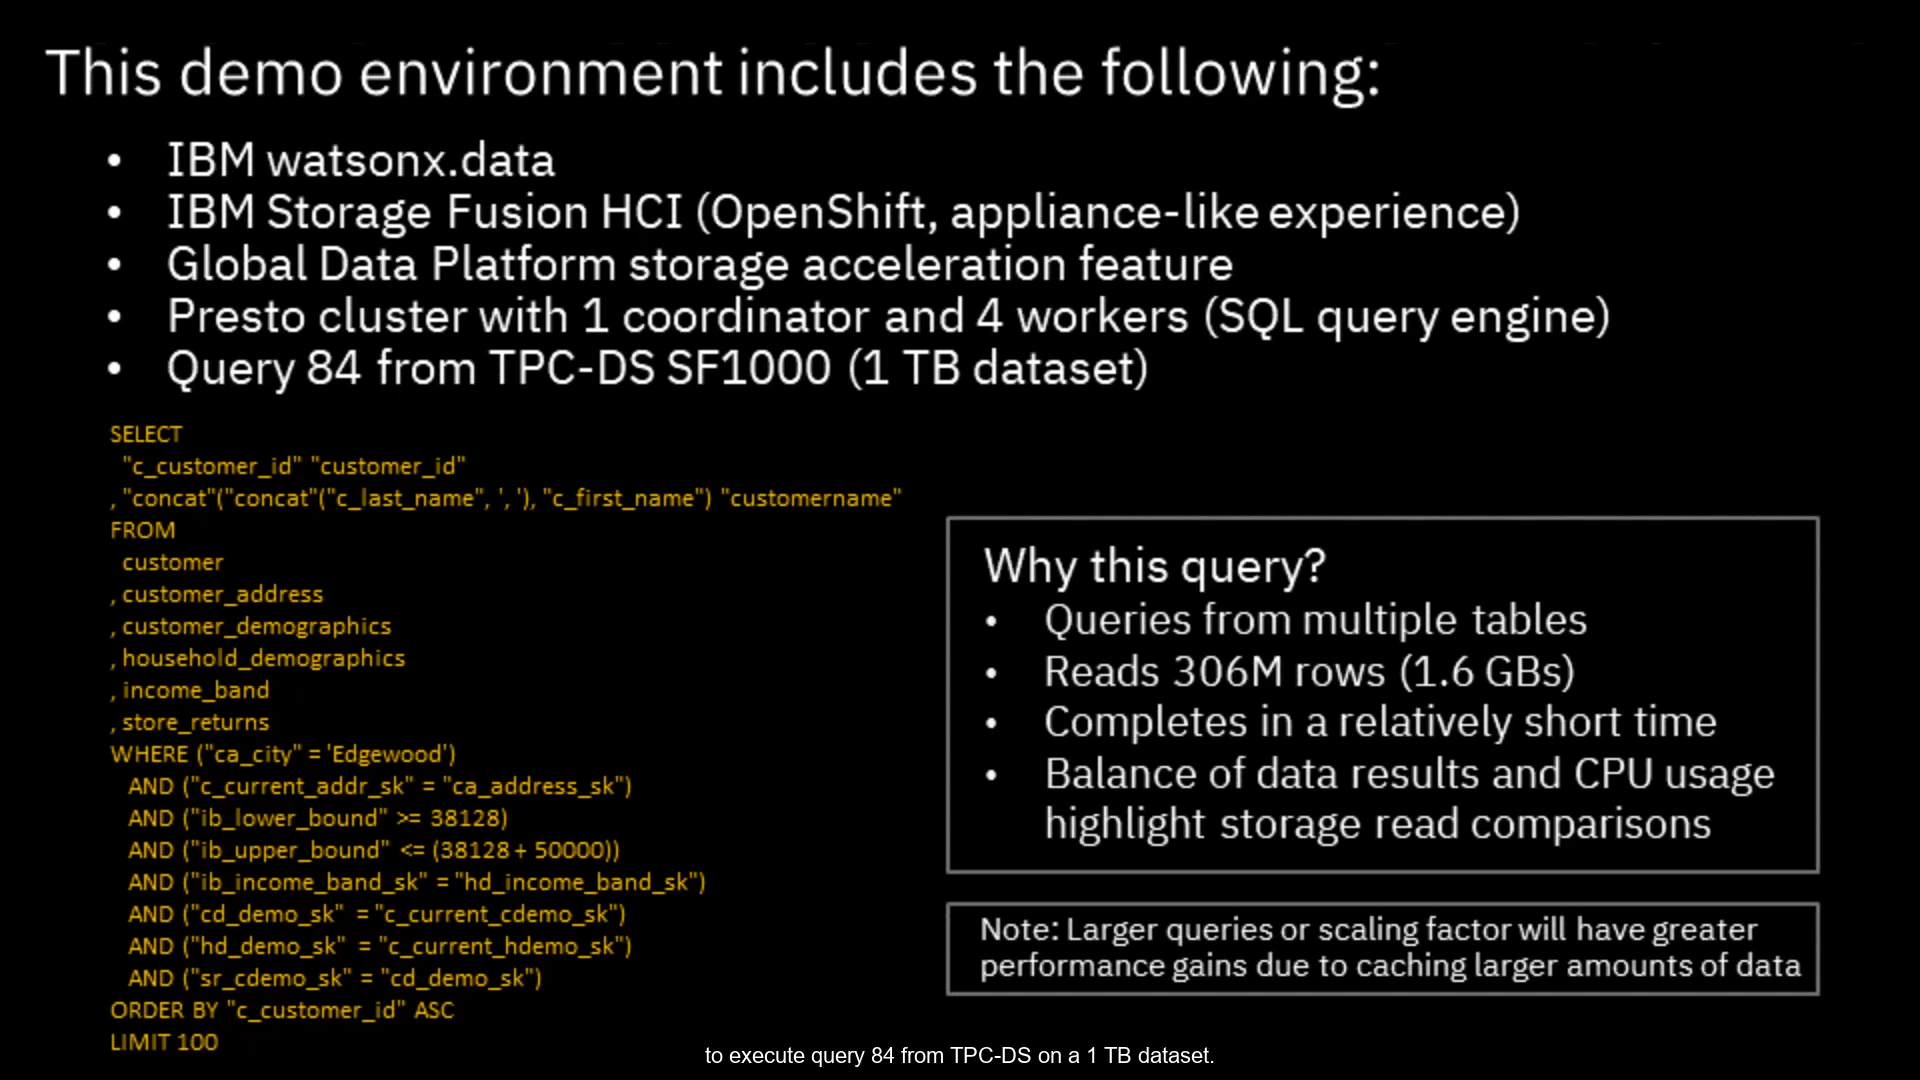 This demo environment includes the following:
• IBM watsonx.data
• IBM Storage Fusion HCI (OpenShift, appliance-like experience)
• Global Data Platform storage acceleration feature
• Presto cluster with 1 coordinator and 4 workers (SQL query engine)
• Query 84 from TPC-DS SF1000 (1 TB dataset)
SELECT
"c_customer_id" "customer_id"
, "concat"("concat"("c_last_name", ', '), "c_first_name") "customername"
FROM
customer
, customer_address
, customer_demographics
, household_demographics
, income_band
, store_returns
WHERE ("ca_city" = 'Edgewood')
AND ("c_current_addr_sk" = "ca_address_sk")
AND ("ib_lower_bound" >= 38128)
AND ("ib_upper_bound" <= (38128 + 50000))
AND ("ib_income_band_sk" = "hd_income_band_sk")
AND ("cd_demo_sk" = "c_current_cdemo_sk")
AND ("hd_demo_sk" = "c_current_hdemo_sk")
AND ("sr_cdemo_sk" = "cd_demo_sk")
ORDER BY "c_customer_id" ASC
LIMIT 100
Why this query?
• Queries from multiple tables
• Reads 306M rows (1.6 GBs)
• Completes in a relatively short time
• Balance of data results and CPU usage
highlight storage read comparisons
Note: Larger queries or scaling factor will have greater
performance gains due to caching larger amounts of data
to execute query 84 from TPC-DS on a 1 TB dataset.